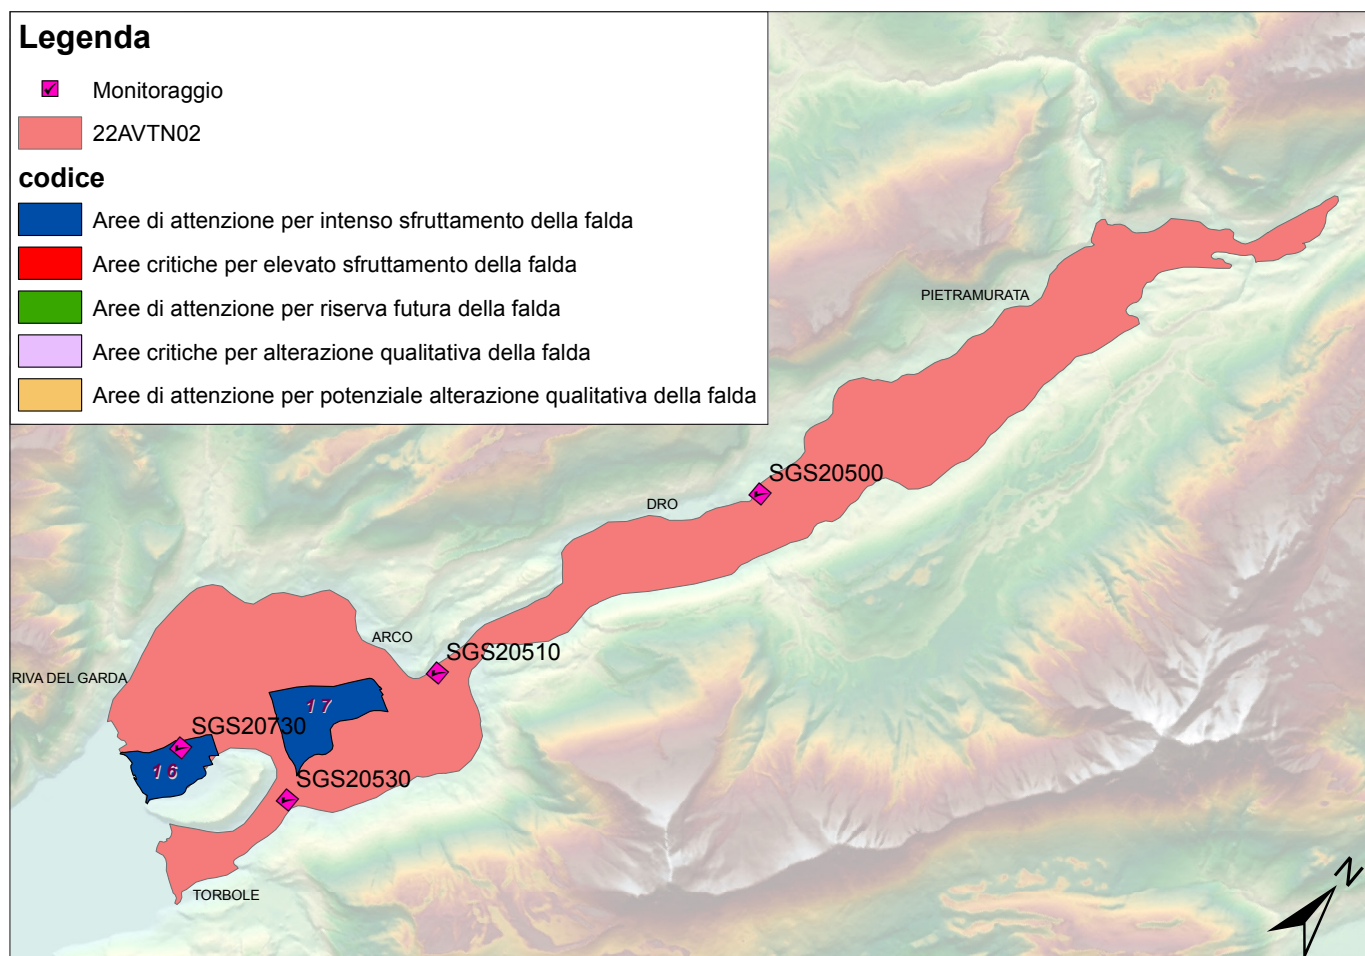 Legenda
Monitoraggio
22AVTN02
codice
Aree di attenzione per intenso sfruttamento della falda
Aree critiche per elevato sfruttamento della falda
Aree di attenzione per riserva futura della falda
Aree critiche per alterazione qualitativa della falda
Aree di attenzione per potenziale alterazione qualitativa della falda
PIETRAMURATA
SGS20500
DRO
ARCO
SGS20510
RIVA DEL GARDA
17
SGS20730
16
SGS20530
TORBOLE
N